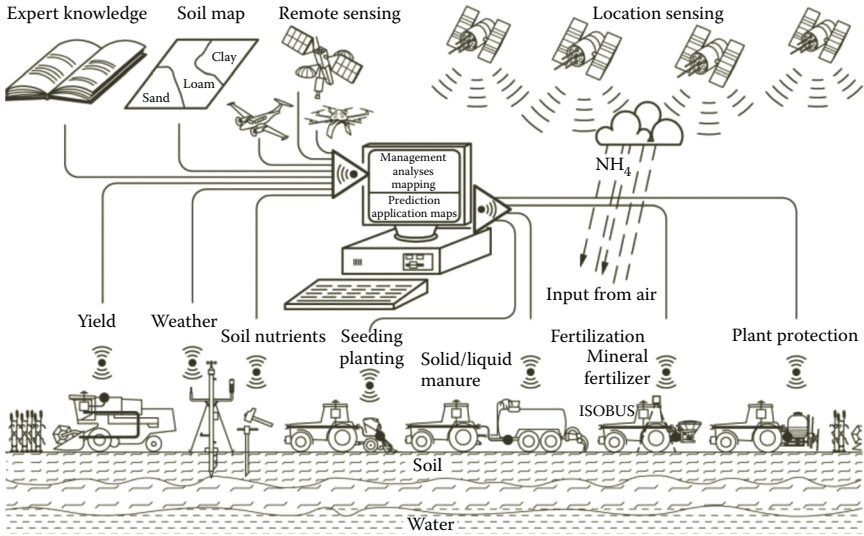 Expert knowledge
Soil map
Remote sensing
Location sensing
Clay
Loam
Sand
Management
analyses
mapping
Prediction
application maps
NH4
Input from air
Yield
Weather
Soil nutrients
Seeding
planting
Solid/liquid
manure
Fertilization
Mineral
fertilizer
Plant protection
ISOBUS
Soil
Water